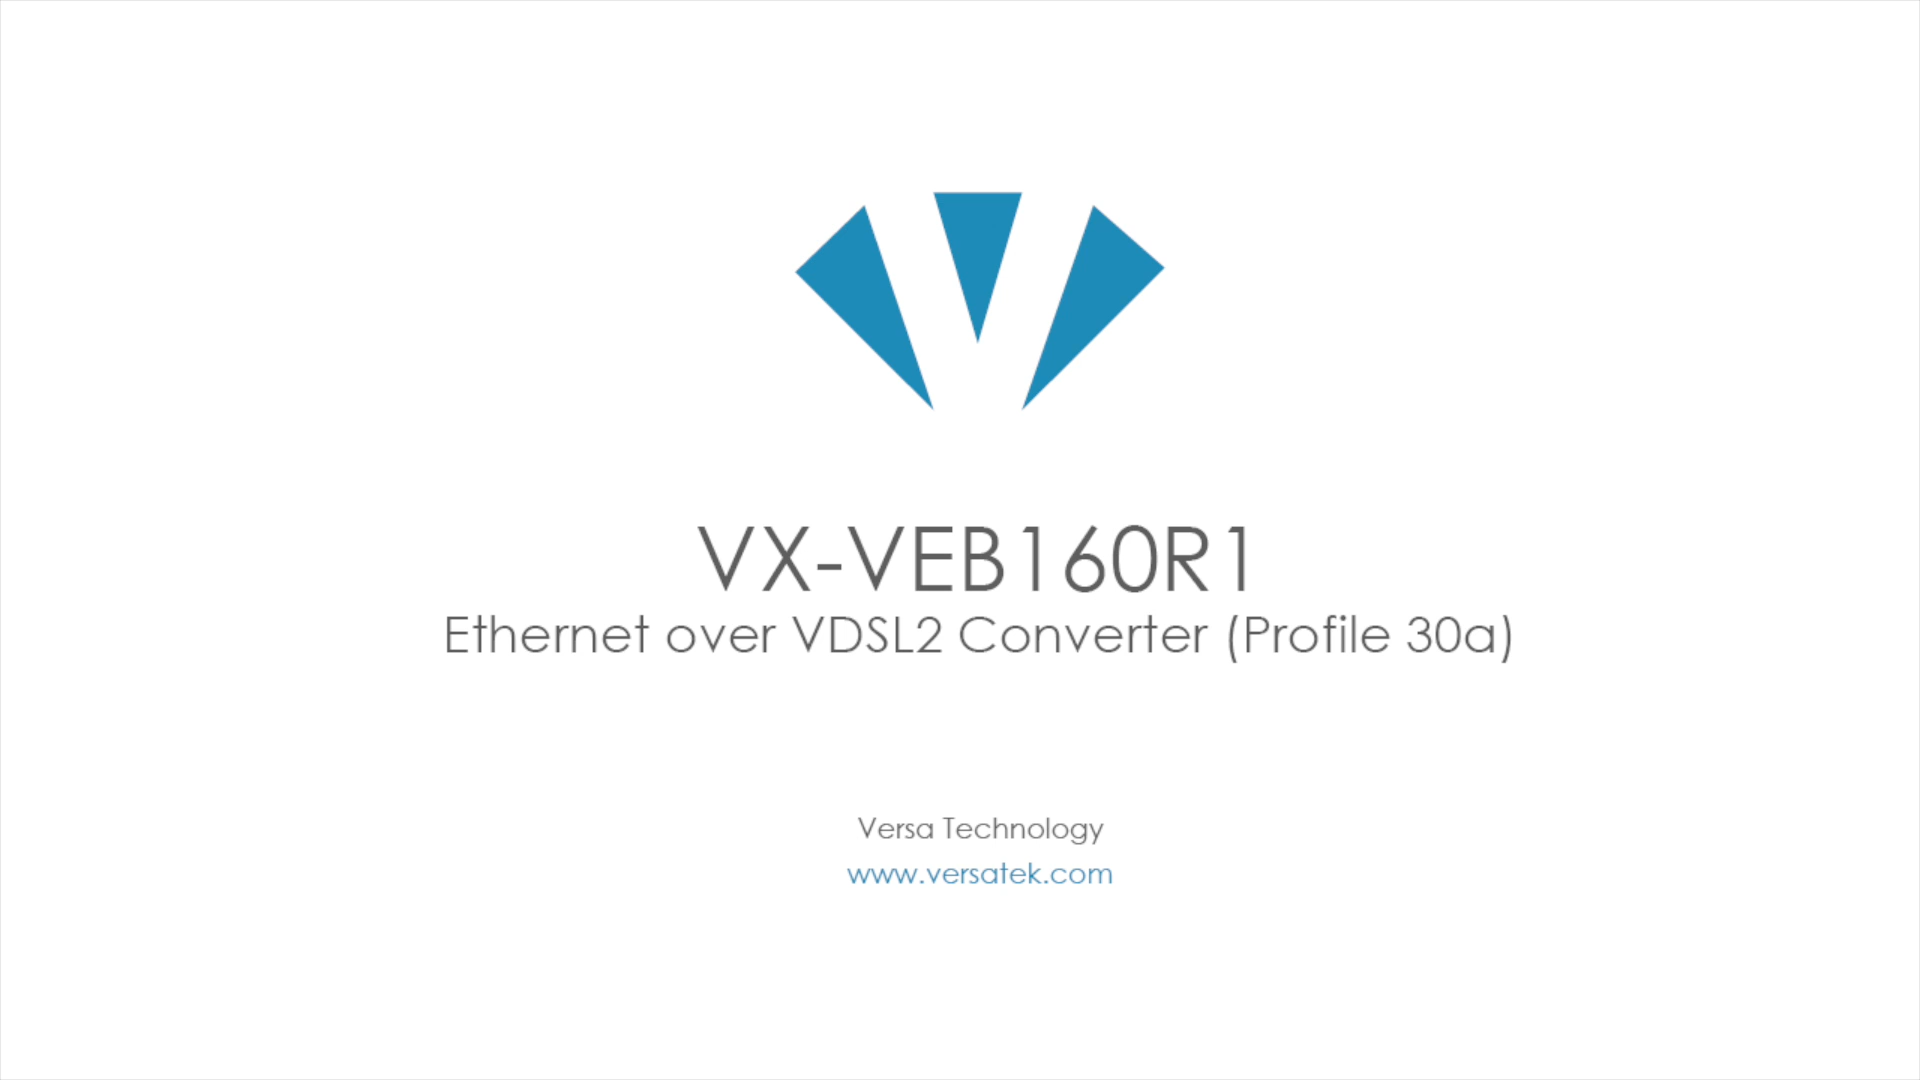 VX-VEB160R1
Ethernet over VDSL2 Converter (Profile 30a)
Versa Technology
www.versatek.com